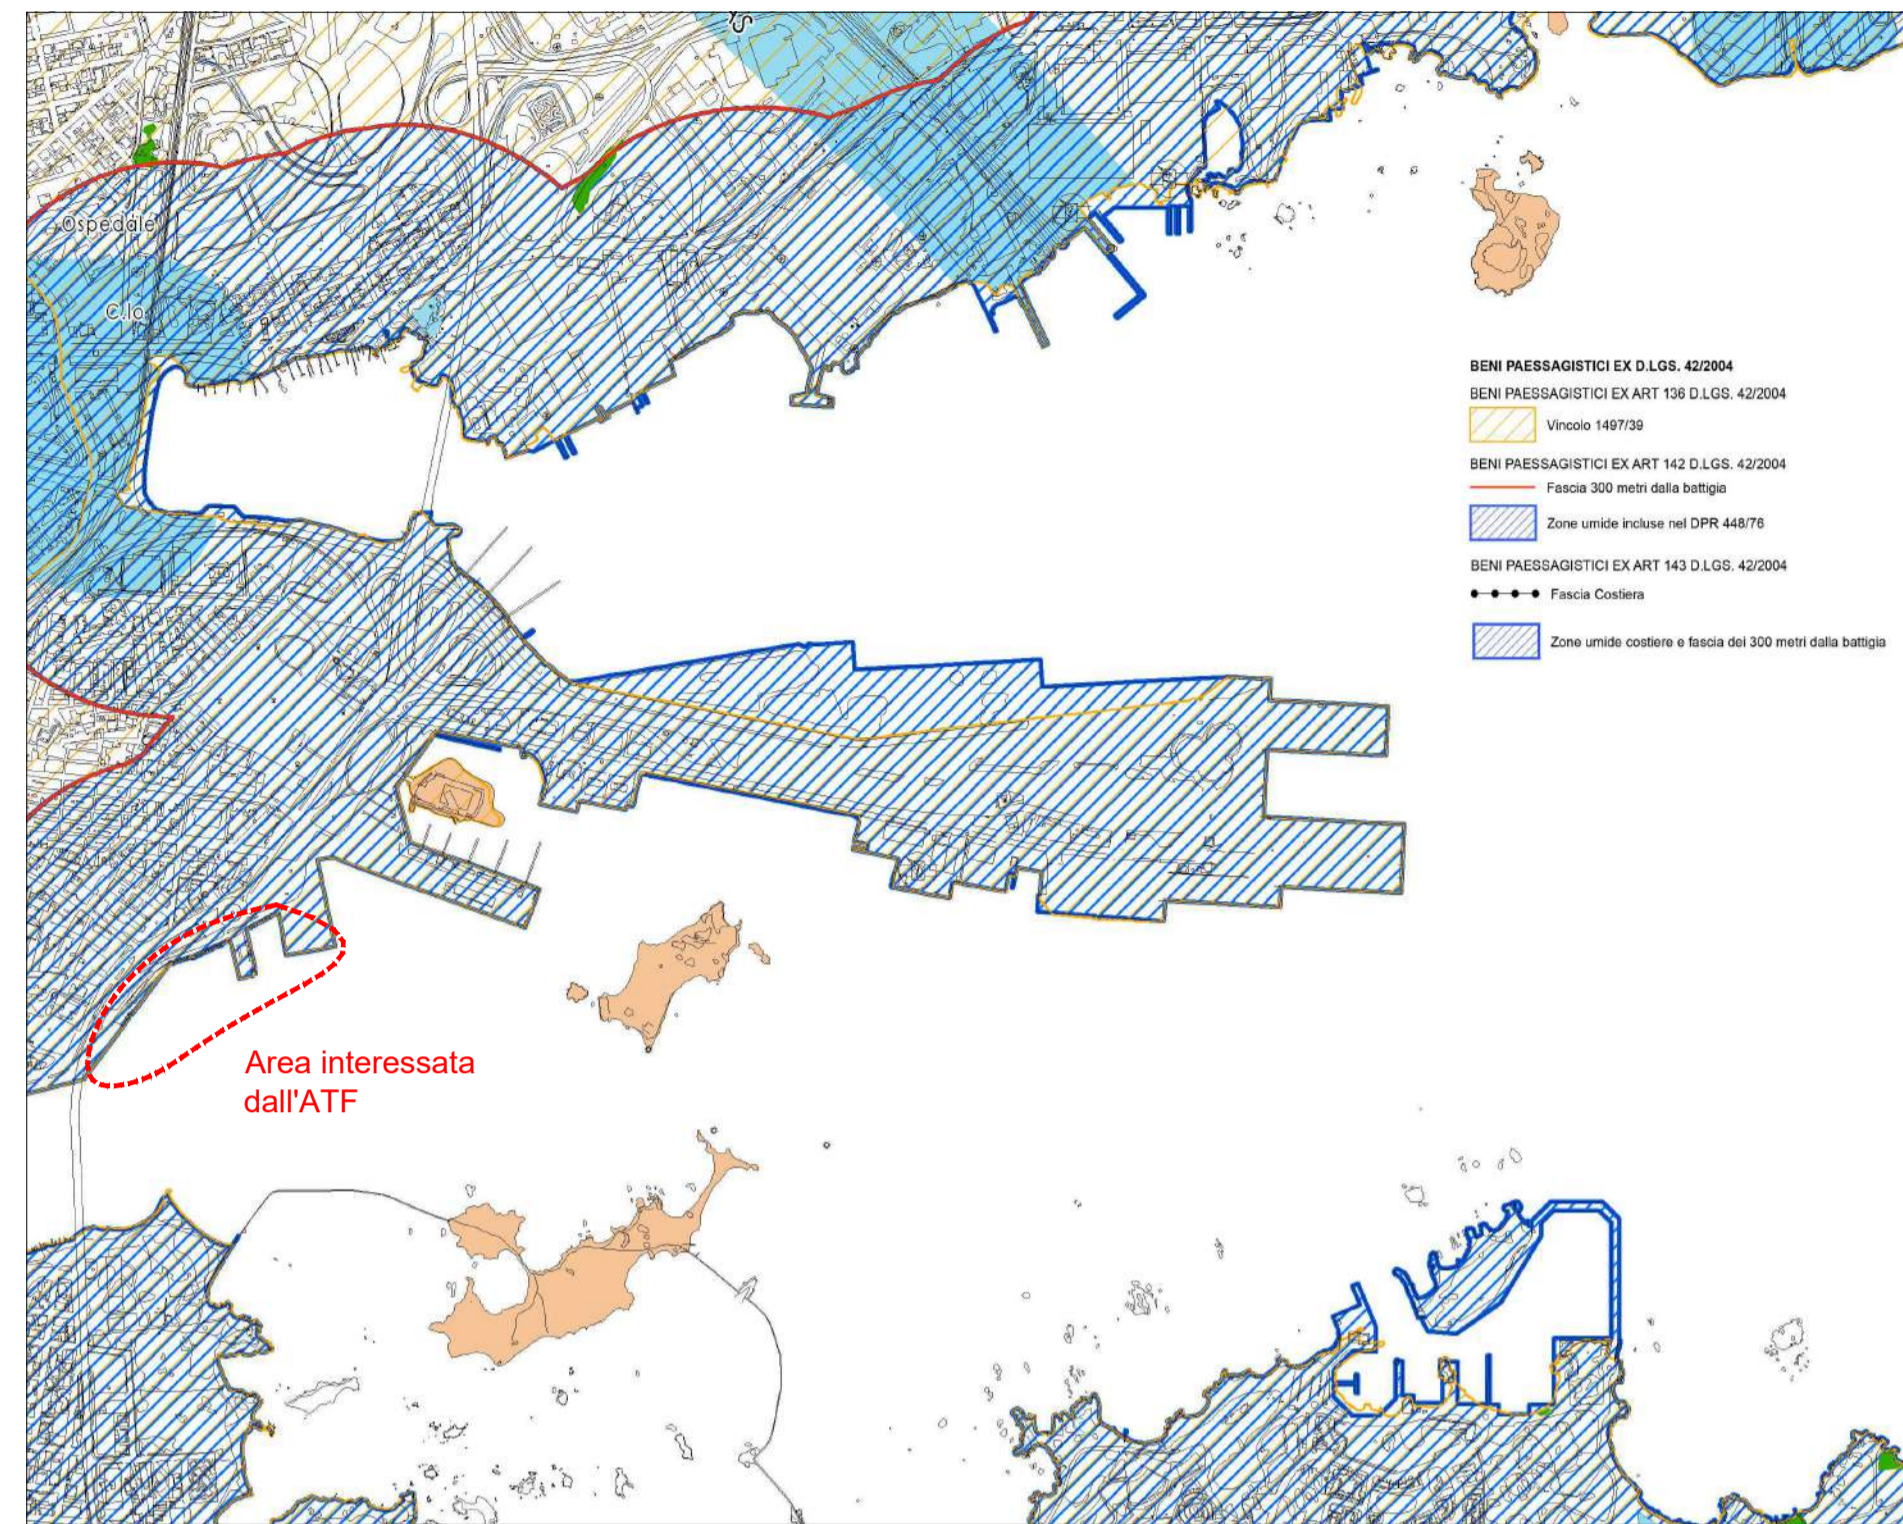 Ospedale
C.lo
BENI PAESAGGISTICI EX D.LGS. 42/2004
BENI PAESSAGISTICI EX ART 136 D.LGS. 42/2004
Vincolo 1497/39
BENI PAESSAGISTICI EX ART 142 D.LGS. 42/2004
Fascia 300 metri dalla battigia
Zone umide incluse nel DPR 448/76
BENI PAESSAGISTICI EX ART 143 D.LGS. 42/2004
Fascia Costiera
Zone umide costiere e fascia dei 300 metri dalla battigia
Area interessata
dall'ATF